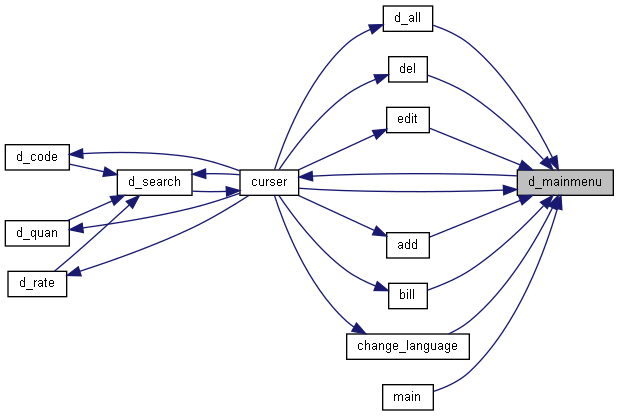 d_all
del
edit
d_code
d_search
curser
d_mainmenu
d_quan
add
d_rate
bill
change_language
main